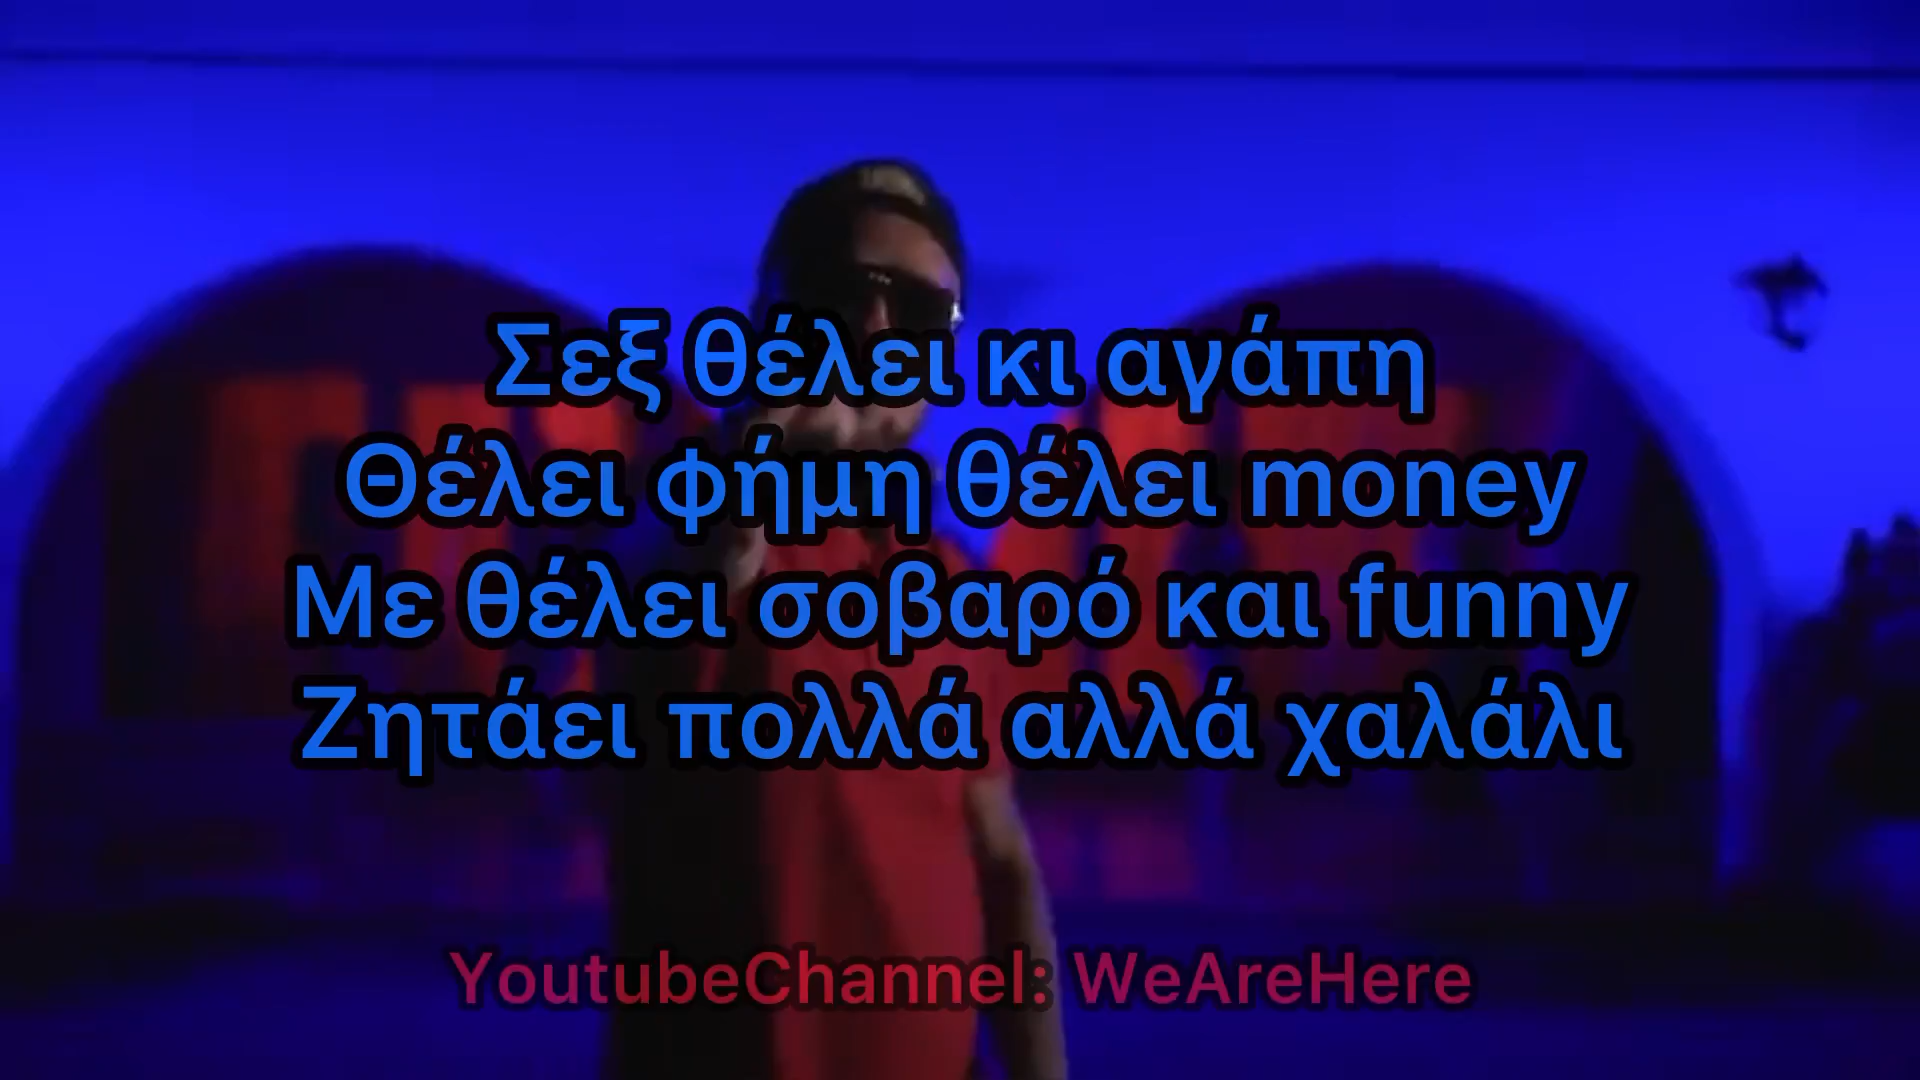 Σεξ θέλει κι αγάπη
Θέλει φήμη θέλει money
Με θέλει σοβαρό και funny
Ζητάει πολλά αλλά χαλάλι
YoutubeChannel: WeAreHere